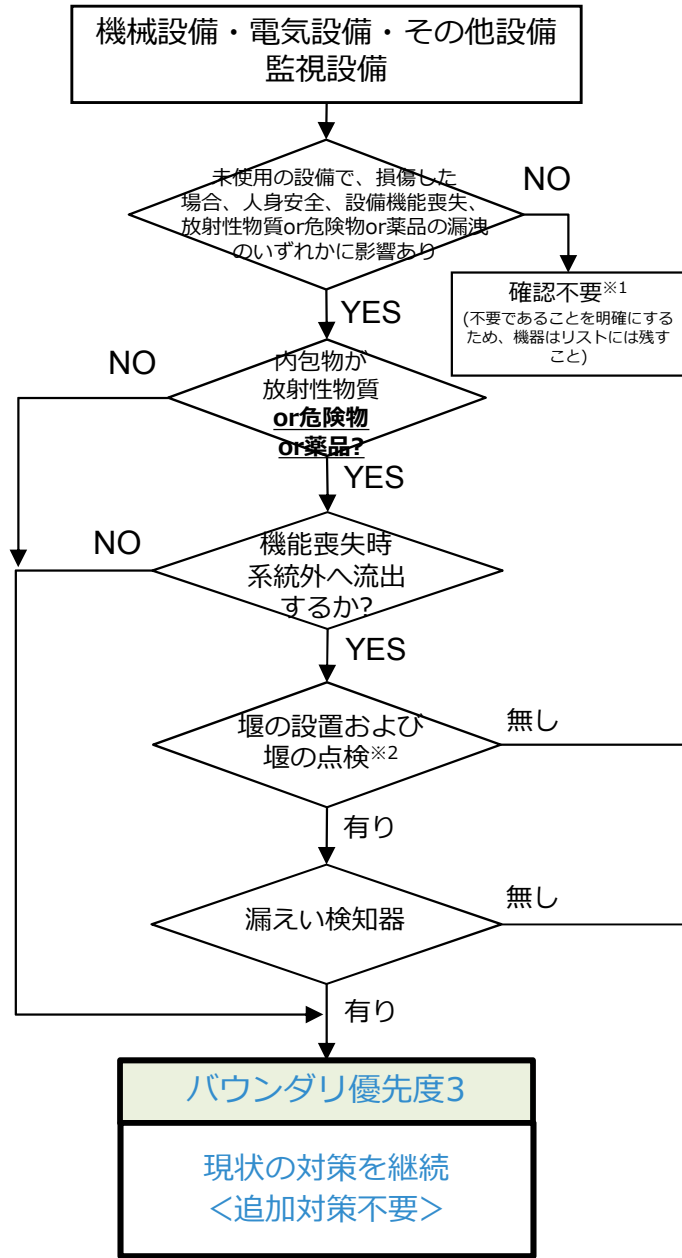 機械設備・電気設備・その他設備
監視設備
未使用の設備で、損傷した
場合、人身安全、設備機能喪失、
放射性物質or危険物or薬品の漏洩
のいずれかに影響あり
NO
確認不要※1
(不要であることを明確にする
ため、機器はリストには残す
こと)
YES
NO
内包物が
放射性物質
or危険物
or薬品?
YES
NO
機能喪失時
系統外へ流出
するか?
YES
堰の設置および
堰の点検※2
無し
有り
漏えい検知器
無し
有り
バウンダリ優先度3
現状の対策を継続
＜追加対策不要＞